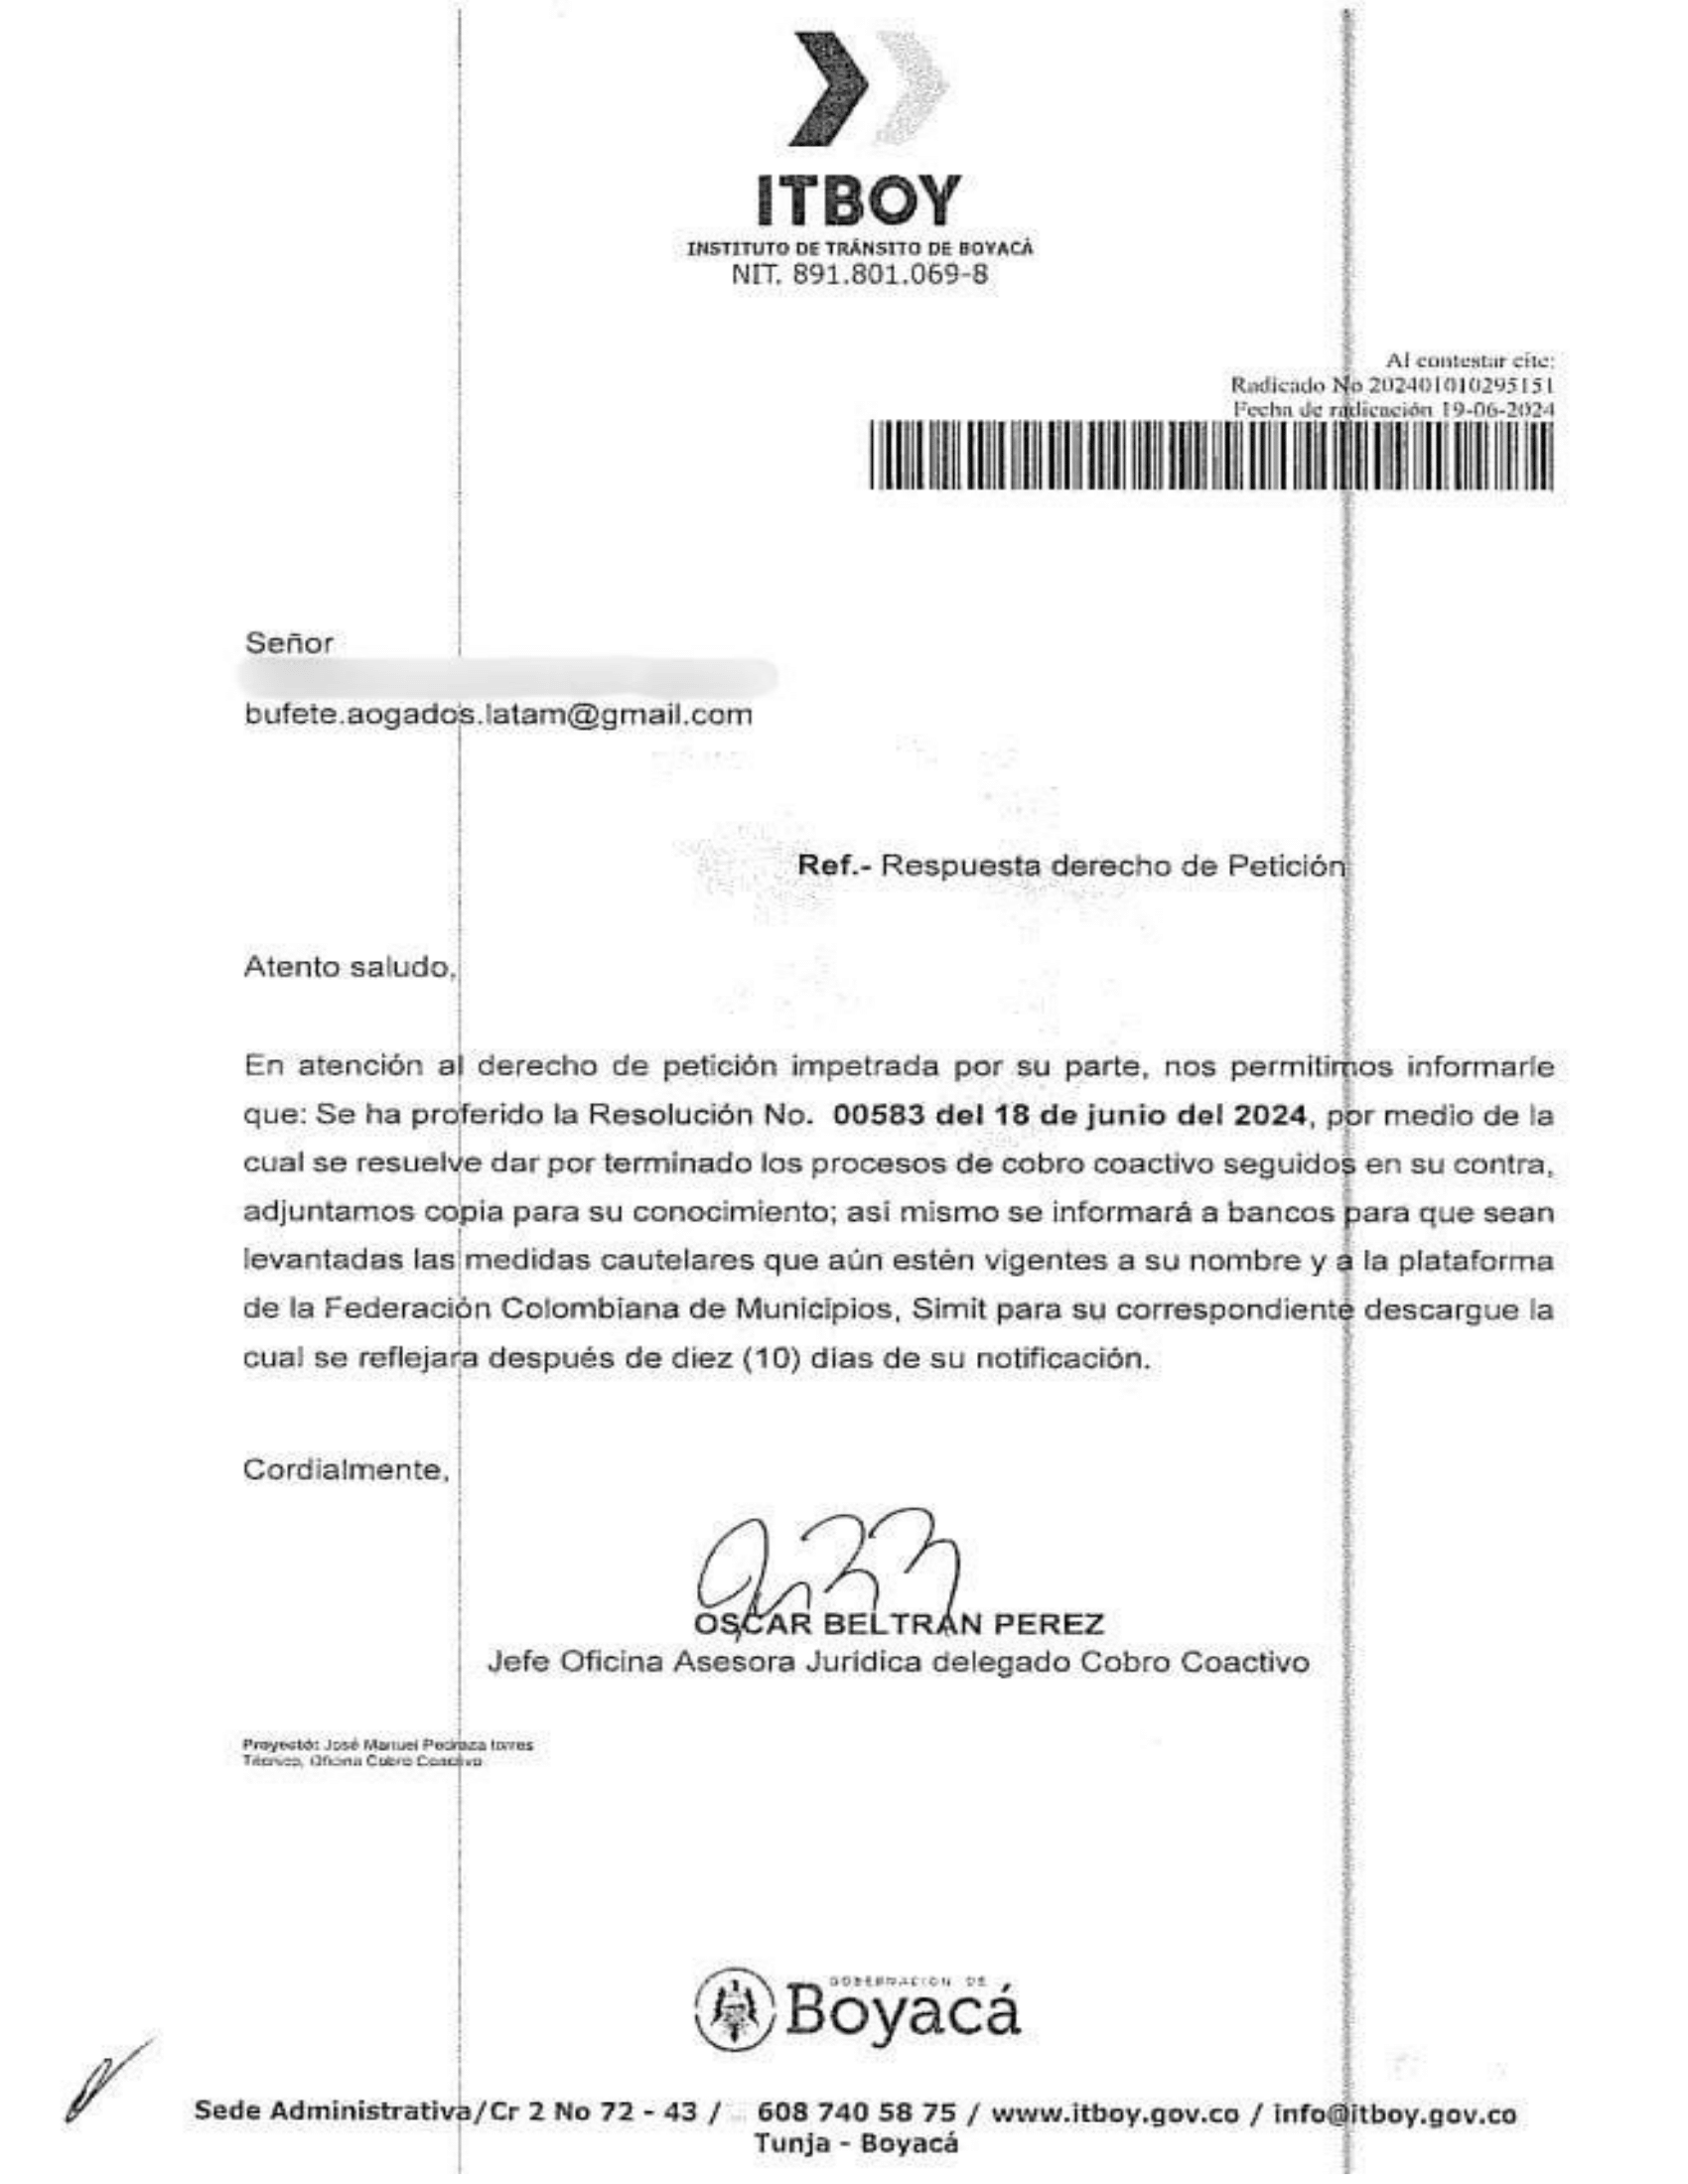 ITBOY
INSTITUTO DE TRÁNSITO DE BOYACÁ
NIT. 891.801.069-8
Al contestar cite:
Radicado No 202401010295151
Fecha de radicación 19-06-2024
Señor
bufete.aogados.latam@gmail.com
Ref.- Respuesta derecho de Petición
Atento saludo,
En atención al derecho de petición impetrada por su parte, nos permitimos informarle
que: Se ha proferido la Resolución No. 00583 del 18 de junio del 2024, por medio de la
cual se resuelve dar por terminado los procesos de cobro coactivo seguidos en su contra,
adjuntamos copia para su conocimiento; así mismo se informará a bancos para que sean
levantadas las medidas cautelares que aún estén vigentes a su nombre y a la plataforma
de la Federación Colombiana de Municipios, Simit para su correspondiente descargue la
cual se reflejara después de diez (10) días de su notificación.
Cordialmente,
OSCAR BELTRÁN PEREZ
Jefe Oficina Asesora Jurídica delegado Cobro Coactivo
Proyectó: José Manuel Pedraza torres
Técnico, Oficina Cobro Coactivo
GOBERNACIÓN DE
Boyacá
Sede Administrativa/Cr 2 No 72 - 43 / 608 740 58 75 / www.itboy.gov.co / info@itboy.gov.co
Tunja - Boyacá